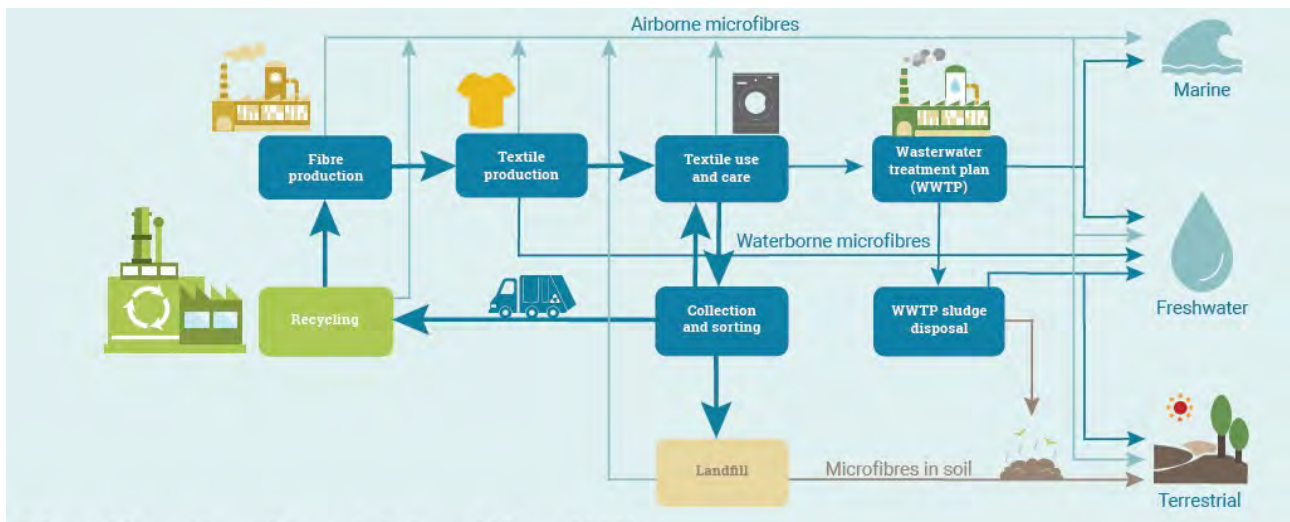 Airborne microfibres
Marine
Fibre
production
Textile
production
Textile use
and care
Wasterwater
treatment plan
(WWTP)
Waterborne microfibres
Freshwater
Recycling
Collection
and sorting
WWTP sludge
disposal
Landfill
Microfibres in soil
Terrestrial